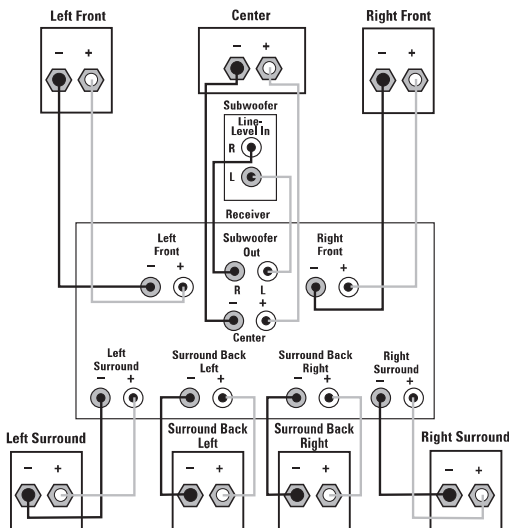 Left Front
Center
Right Front
− +
− +
− +
Subwoofer
Line-
Level In
R
L
Receiver
Left
Front
Subwoofer
Out
Right
Front
− +
− +
R L
− +
Center
Left
Surround
Surround Back
Left
Surround Back
Right
Right
Surround
− +
− +
− +
− +
Left Surround
Surround Back
Left
Surround Back
Right
Right Surround
− +
− +
− +
− +